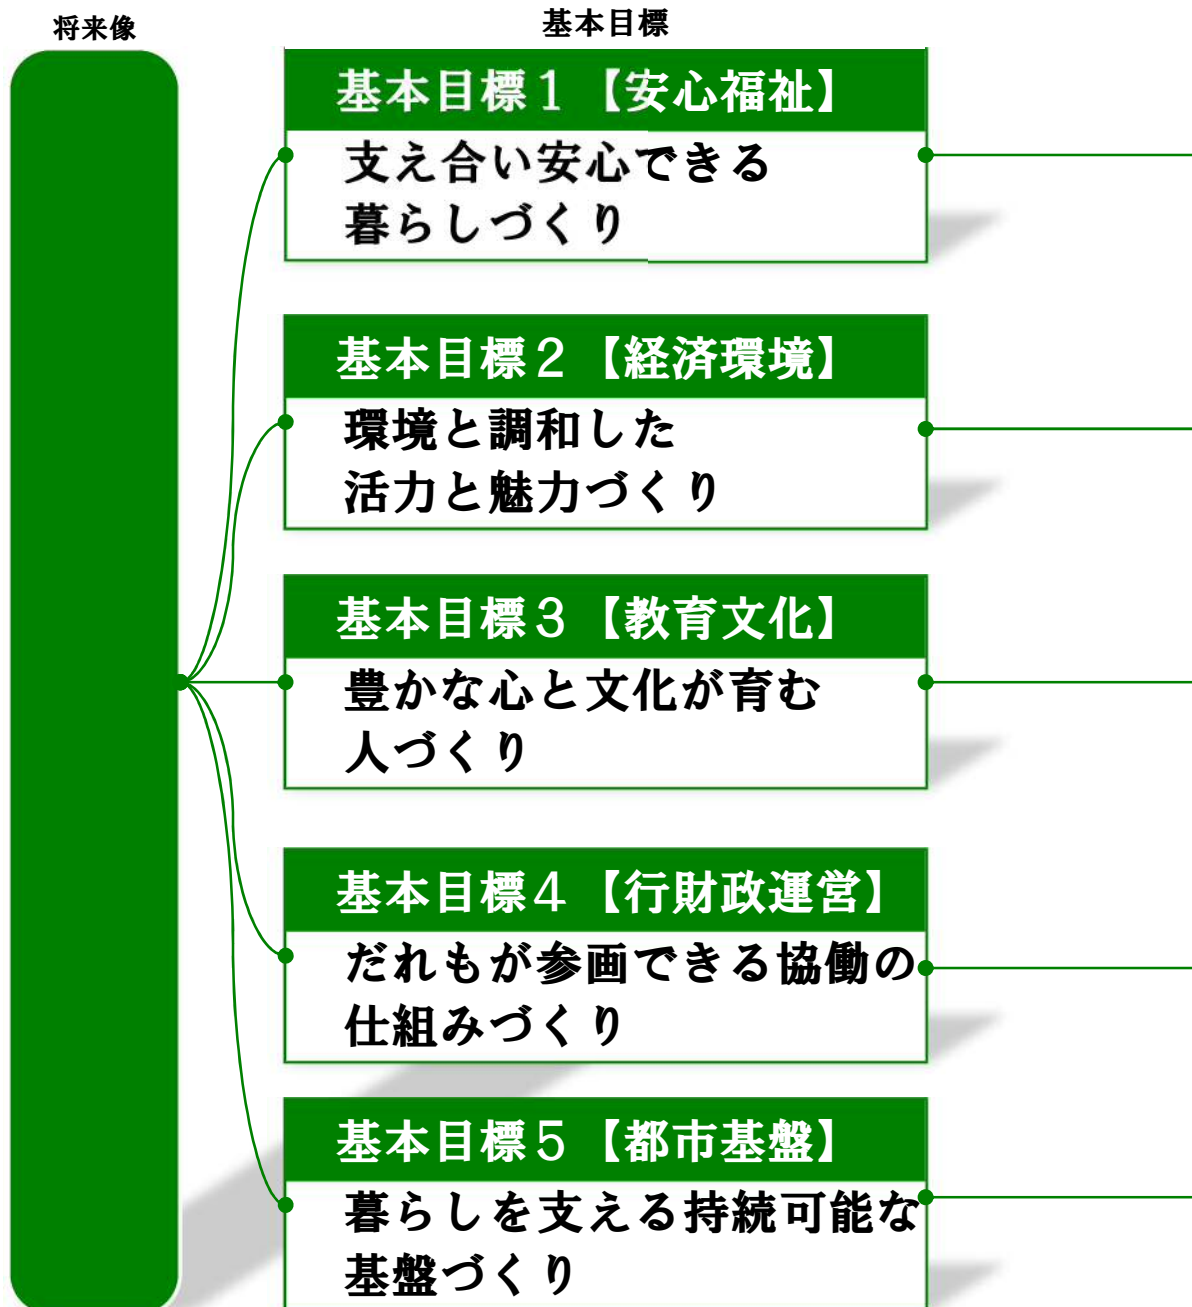 将来像
基本目標
基本目標１【安心福祉】
支え合い安心できる
暮らしづくり
基本目標２【経済環境】
環境と調和した
活力と魅力づくり
基本目標３【教育文化】
豊かな心と文化が育む
人づくり
基本目標４【行財政運営】
だれもが参画できる協働の
仕組みづくり
基本目標５【都市基盤】
暮らしを支える持続可能な
基盤づくり